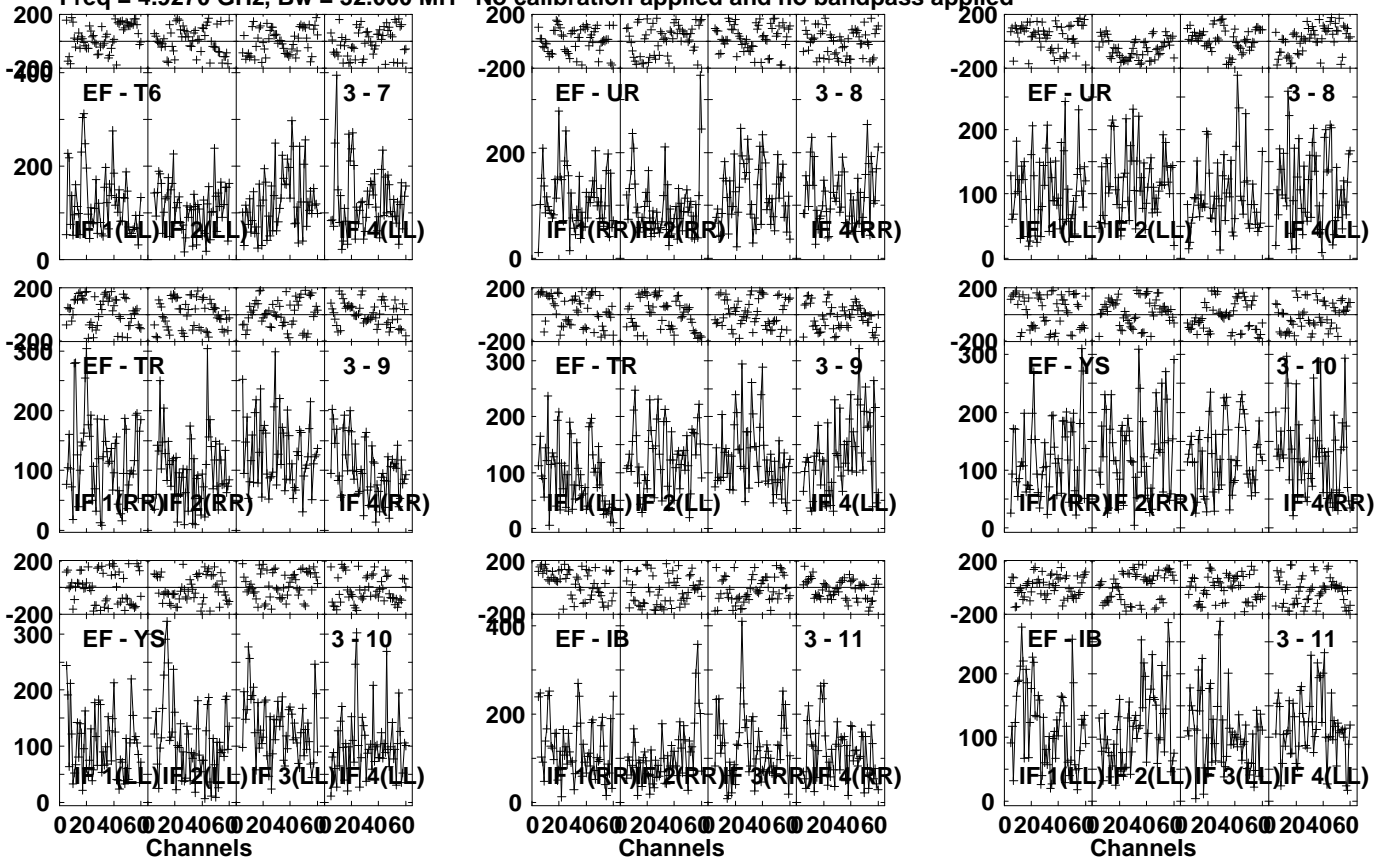 Freq = 4.9276 GHz, Bw = 32.000 MH No calibration applied and no bandpass applied
200 200 200
-200 -200 -200
400
EF - T6 3 - 7 EF - UR 3 - 8 EF - UR 3 - 8
200 200 200
100
IF 1(LL) IF 2(LL) IF 4(LL) IF 1(RR) IF 2(RR) IF 4(RR) IF 1(LL) IF 2(LL) IF 4(LL)
0 0 0
200 200 200
-200 -200 -200
300 300 300
EF - TR 3 - 9 EF - TR 3 - 9 EF - YS 3 - 10
200 200 200
100 100 100
IF 1(RR) IF 2(RR) IF 4(RR) IF 1(LL) IF 2(LL) IF 4(LL) IF 1(RR) IF 2(RR) IF 4(RR)
0 0 0
200 200 200
-200 -200 -200
300 400
EF - YS 3 - 10 EF - IB 3 - 11 EF - IB 3 - 11
200 200 200
100 100
IF 1(LL) IF 2(LL) IF 3(LL) IF 4(LL) IF 1(RR) IF 2(RR) IF 3(RR) IF 4(RR) IF 1(LL) IF 2(LL) IF 3(LL) IF 4(LL)
0 0 0
0 20 40 60 0 20 40 60 0 20 40 60 0 20 40 60 0 20 40 60 0 20 40 60 0 20 40 60 0 20 40 60 0 20 40 60 0 20 40 60 0 20 40 60 0 20 40 60
Channels Channels Channels